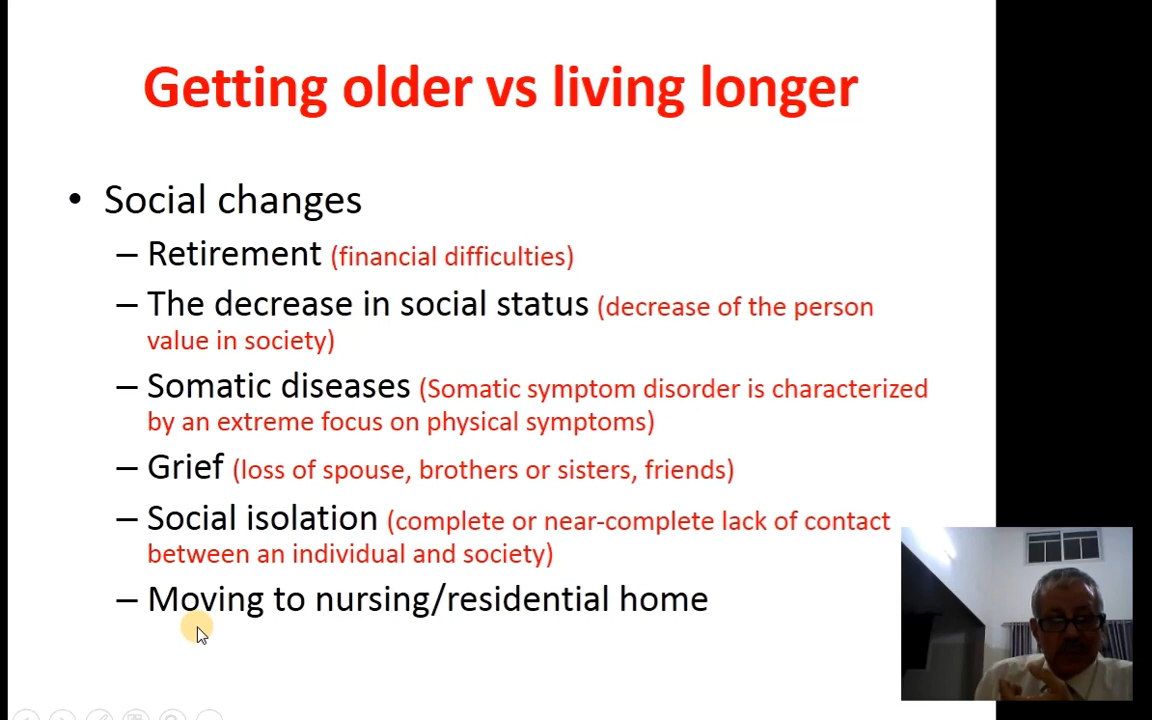 Getting older vs living longer
• Social changes
– Retirement (financial difficulties)
– The decrease in social status (decrease of the person
value in society)
– Somatic diseases (Somatic symptom disorder is characterized
by an extreme focus on physical symptoms)
– Grief (loss of spouse, brothers or sisters, friends)
– Social isolation (complete or near-complete lack of contact
between an individual and society)
– Moving to nursing/residential home